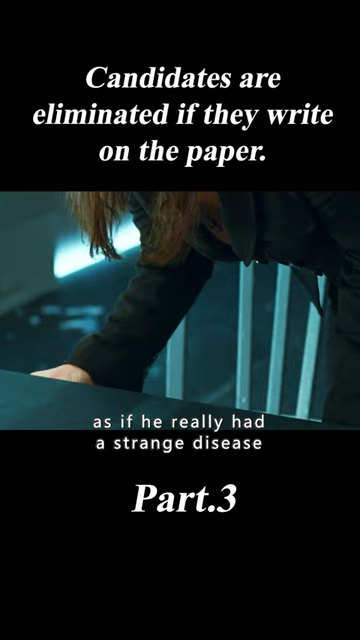 Candidates are
eliminated if they write
on the paper.
as if he really had
a strange disease
Part.3